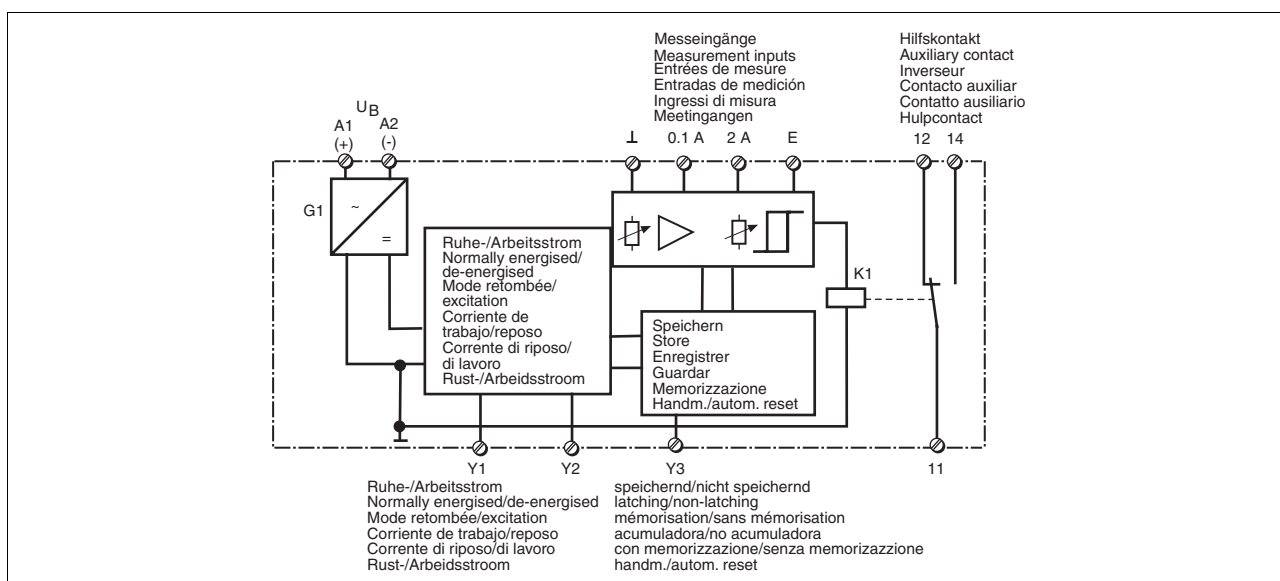 Messeingänge
Measurement inputs
Entrées de mesure
Entradas de medición
Ingressi di misura
Meetingangen
Hilfskontakt
Auxiliary contact
Inverseur
Contacto auxiliar
Contatto ausiliario
Hulpcontact
UB
A1
(+)
A2
(-)
⊥
0.1 A
2 A
E
12
14
G1
~
=
Ruhe-/Arbeitsstrom
Normally energised/
de-energised
Mode retombée/
excitation
Corriente de
trabajo/reposo
Corrente di riposo/
di lavoro
Rust-/Arbeidsstroom
K1
Speichern
Store
Enregistrer
Guardar
Memorizzazione
Handm./autom. reset
Y1
Y2
Y3
11
Ruhe-/Arbeitsstrom
Normally energised/de-energised
Mode retombée/excitation
Corriente de trabajo/reposo
Corrente di riposo/di lavoro
Rust-/Arbeidsstroom
speichernd/nicht speichernd
latching/non-latching
mémorisation/sans mémorisation
acumuladora/no acumuladora
con memorizzazione/senza memorizazzione
handm./autom. reset